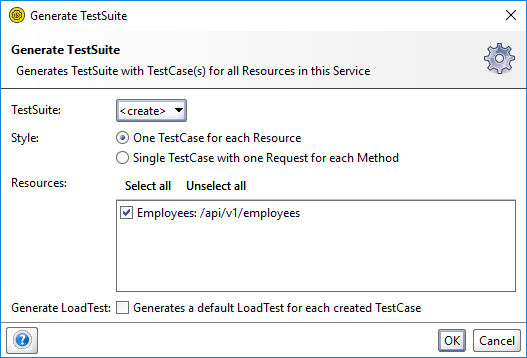 Generate TestSuite
Generate TestSuite
Generates TestSuite with TestCase(s) for all Resources in this Service
TestSuite: <create>
Style: One TestCase for each Resource
Single TestCase with one Request for each Method
Resources: Select all Unselect all
Employees: /api/v1/employees
Generate LoadTest: Generates a default LoadTest for each created TestCase
? OK Cancel